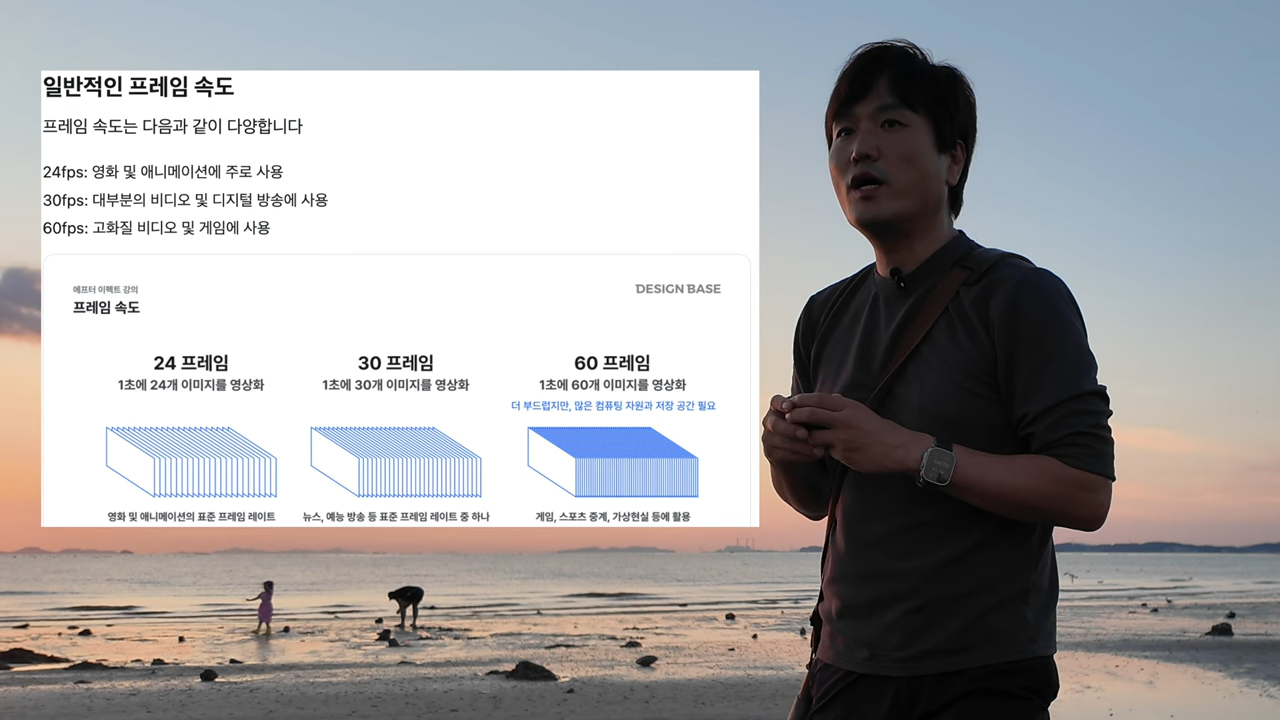 일반적인 프레임 속도
프레임 속도는 다음과 같이 다양합니다
24fps: 영화 및 애니메이션에 주로 사용
30fps: 대부분의 비디오 및 디지털 방송에 사용
60fps: 고화질 비디오 및 게임에 사용
에프터 이펙트 강의
프레임 속도
DESIGN BASE
24 프레임
1초에 24개 이미지를 영상화
영화 및 애니메이션의 표준 프레임 레이트
30 프레임
1초에 30개 이미지를 영상화
뉴스, 예능 방송 등 표준 프레임 레이트 중 하나
60 프레임
1초에 60개 이미지를 영상화
더 부드럽지만, 많은 컴퓨팅 자원과 저장 공간 필요
게임, 스포츠 중계, 가상현실 등에 활용